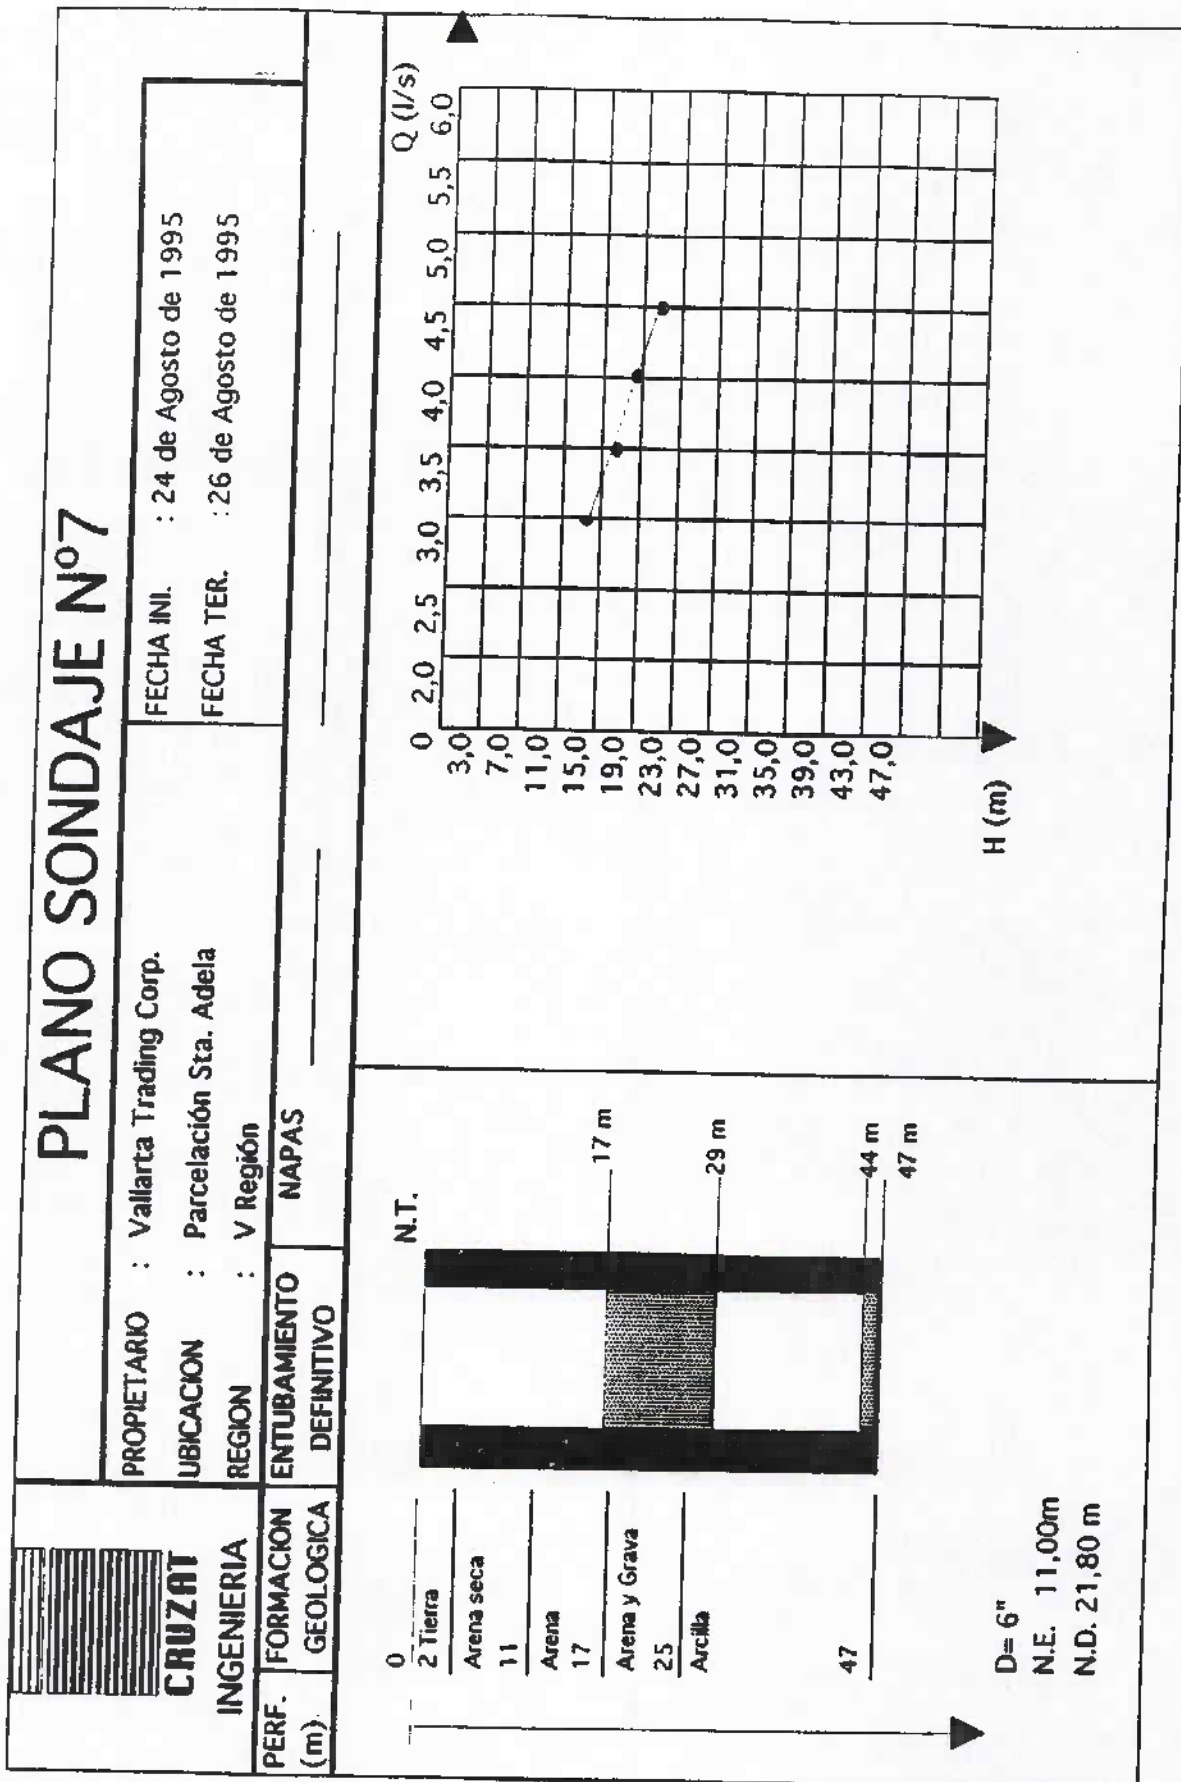 PLANO SONDAJE Nº7
CRUZAT
INGENIERIA
PROPIETARIO : Vallarta Trading Corp.
UBICACION : Parcelación Sta. Adela
REGION : V Región
FECHA INI. : 24 de Agosto de 1995
FECHA TER. : 26 de Agosto de 1995
PERF.
(m)
FORMACION
GEOLOGICA
ENTUBAMIENTO
DEFINITIVO
NAPAS
0
2 Tierra
Arena seca
11
Arena
17
Arena y Grava
25
Arcilla
47
N.T.
17 m
29 m
44 m
47 m
D= 6"
N.E. 11,00m
N.D. 21,80 m
Q (l/s)
0 2,0 2,5 3,0 3,5 4,0 4,5 5,0 5,5 6,0
3,0
7,0
11,0
15,0
19,0
23,0
27,0
31,0
35,0
39,0
43,0
47,0
H (m)